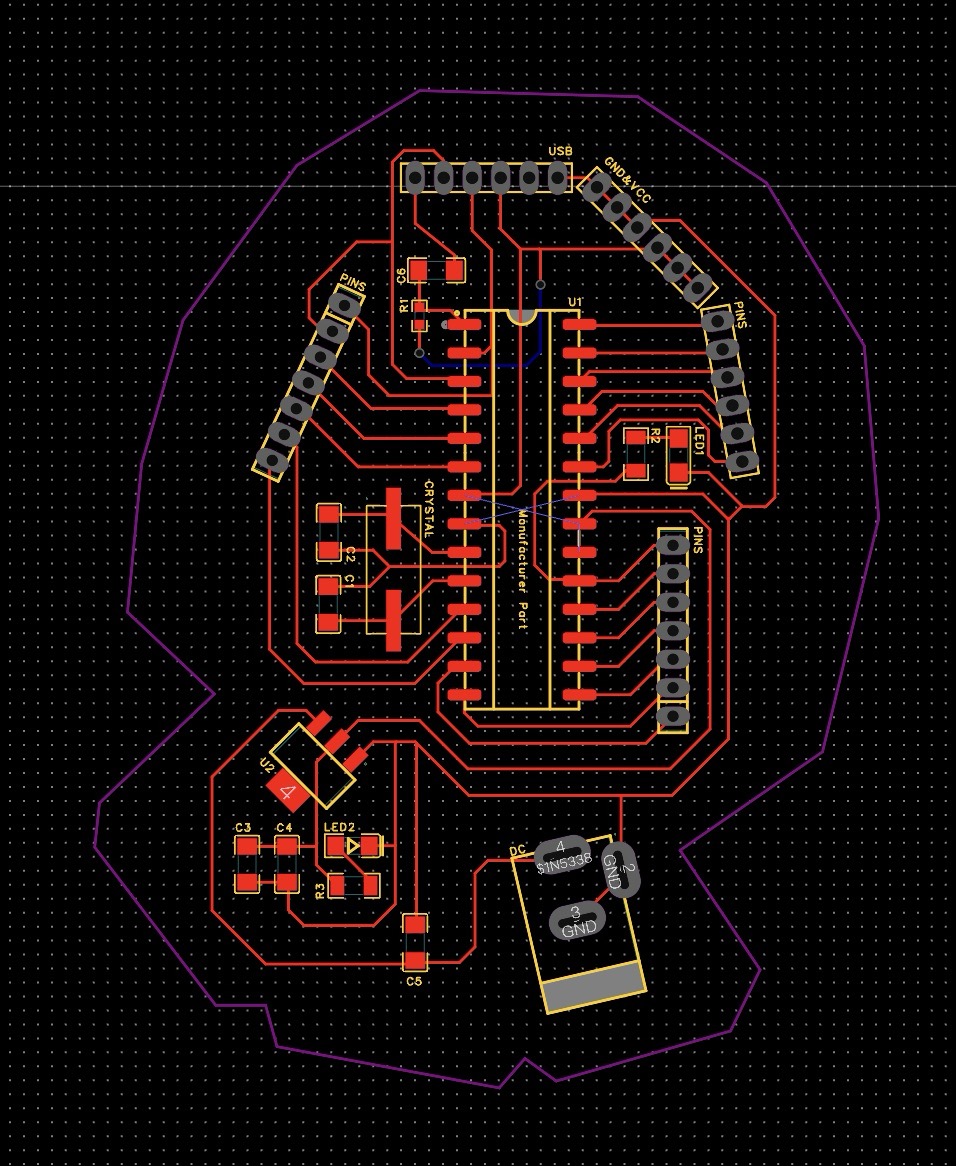 USB
GND&VCC
C6
PINS
R1
U1
PINS
R2
LED1
CRYSTAL
Manufacturer Part
C2
PINS
C1
U2
4
C3
C4
LED2
DC
4
$1N5338
2
GND
R3
3
GND
C5